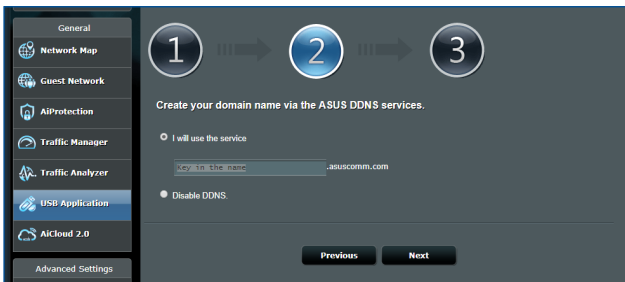 General
Network Map
Guest Network
AiProtection
Traffic Manager
Traffic Analyzer
USB Application
AiCloud 2.0
Advanced Settings
1 2 3
Create your domain name via the ASUS DDNS services.
I will use the service
Key in the name .asuscomm.com
Disable DDNS.
Previous Next